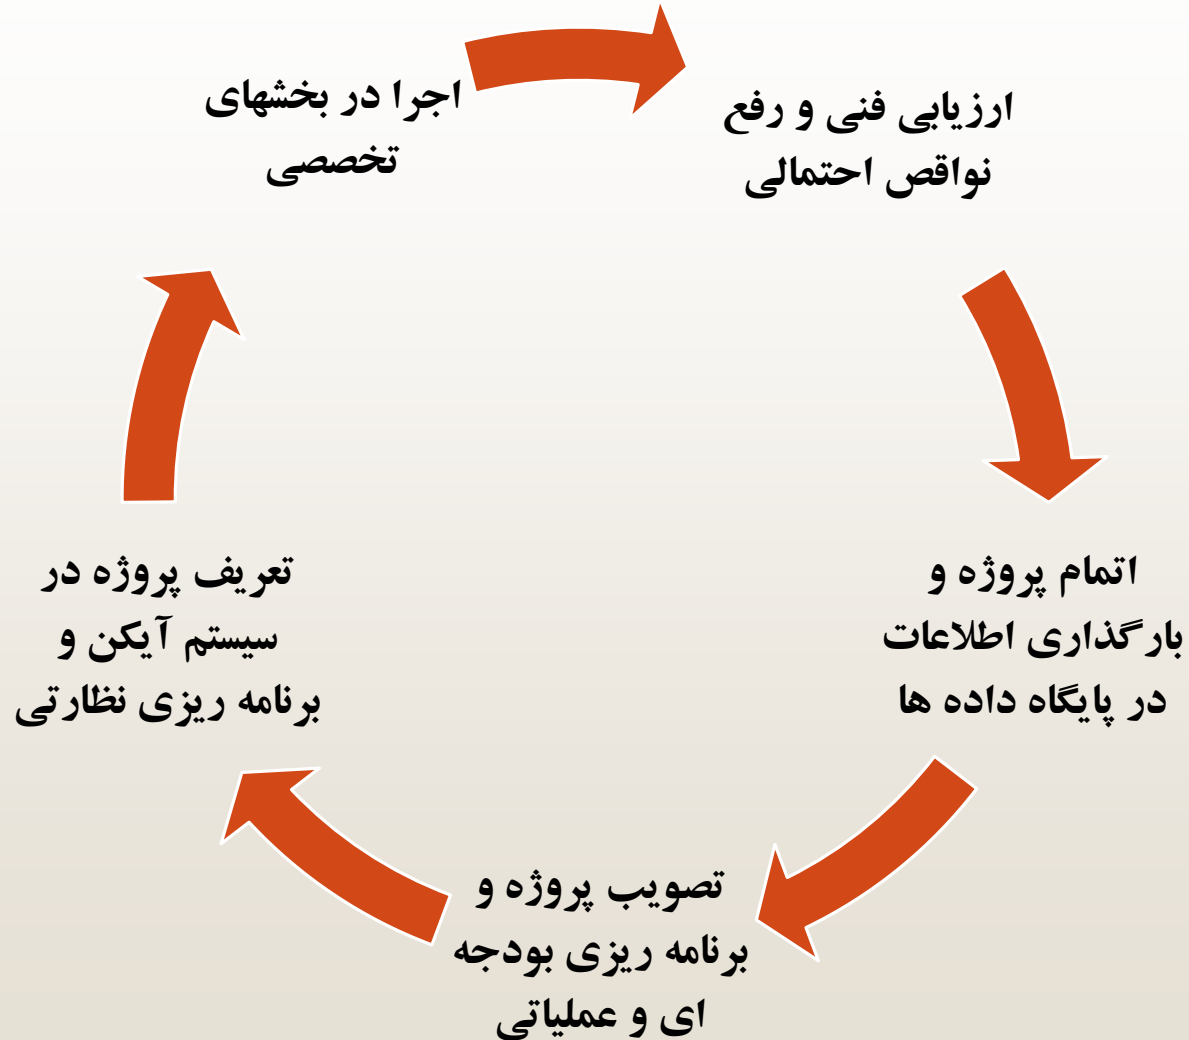 اجرا در بخشهای
تخصصی
ارزیابی فنی و رفع
نواقص احتمالی
اتمام پروژه و
بارگذاری اطلاعات
در پایگاه داده ها
تصویب پروژه و
برنامه ریزی بودجه
ای و عملیاتی
تعریف پروژه در
سیستم آیکن و
برنامه ریزی نظارتی